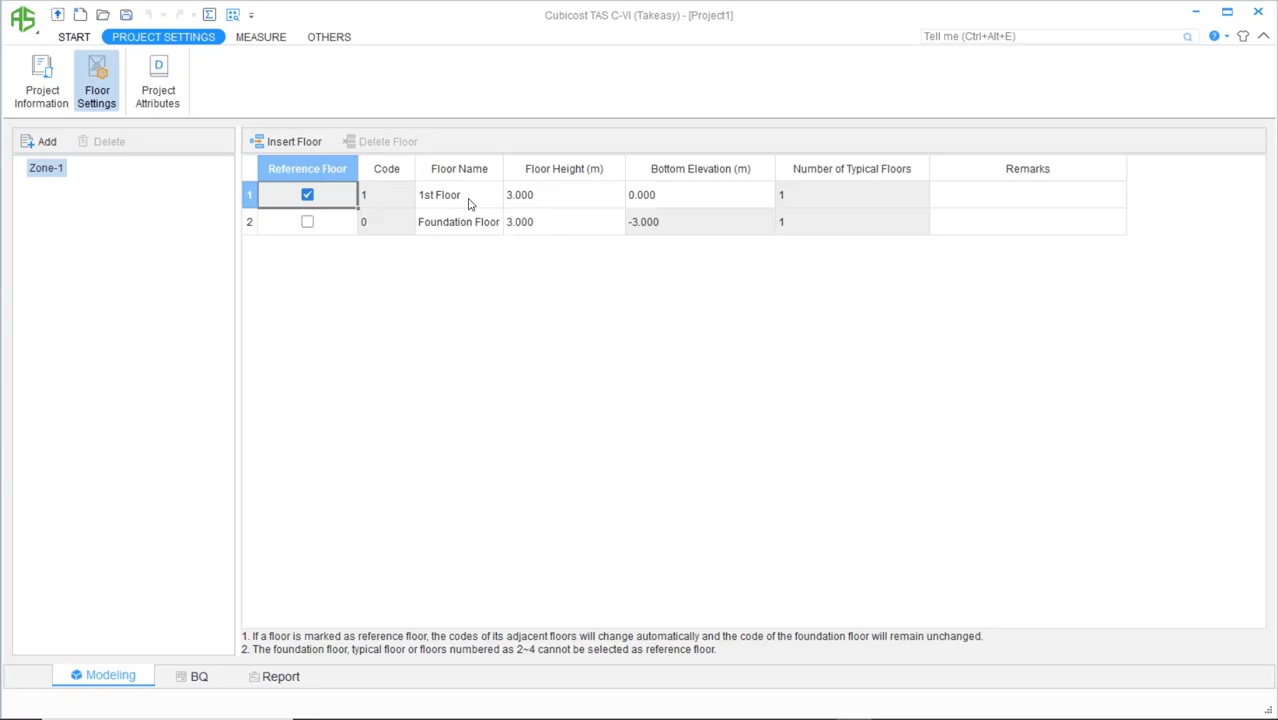 Cubicost TAS C-VI (Takeasy) - [Project1]
START PROJECT SETTINGS MEASURE OTHERS
Tell me (Ctrl+Alt+E)
Project Information
Floor Settings
Project Attributes
Add Delete
Zone-1
Insert Floor Delete Floor
Reference Floor Code Floor Name Floor Height (m) Bottom Elevation (m) Number of Typical Floors Remarks
1 1 1st Floor 3.000 0.000 1
2 0 Foundation Floor 3.000 -3.000 1
1. If a floor is marked as reference floor, the codes of its adjacent floors will change automatically and the code of the foundation floor will remain unchanged.
2. The foundation floor, typical floor or floors numbered as 2~4 cannot be selected as reference floor.
Modeling BQ Report